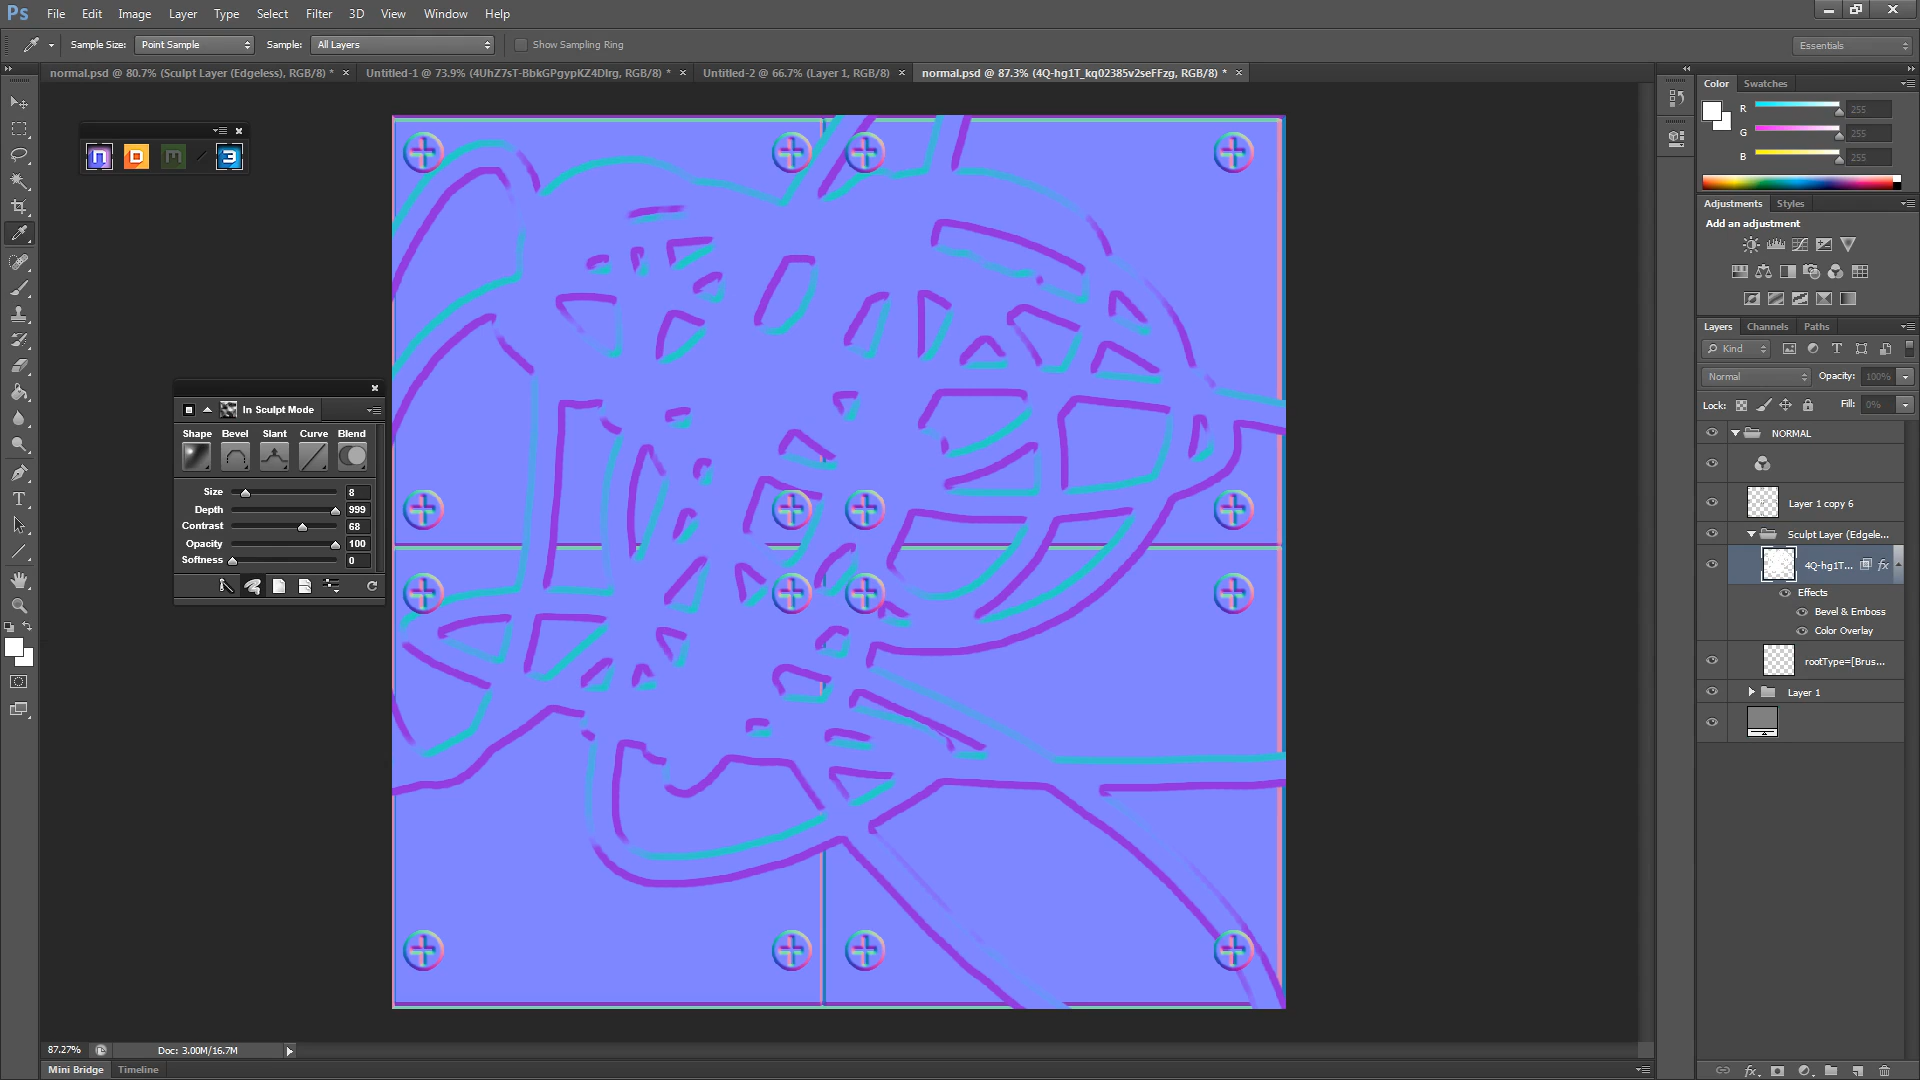 Ps File Edit Image Layer Type Select Filter 3D View Window Help
Sample Size: Point Sample Sample: All Layers Show Sampling Ring Essentials
normal.psd @ 80.7% (Sculpt Layer (Edgeless), RGB/8) * × Untitled-1 @ 73.9% (4UhZ7sT-BbkGPgypKZ4DIrg, RGB/8) * × Untitled-2 @ 66.7% (Layer 1, RGB/8) × normal.psd @ 87.3% (4Q-hg1T_kq02385v2seFFzg, RGB/8) * ×
Color Swatches
R 255
G 255
B 255
n D m 3
Adjustments Styles
Add an adjustment
Layers Channels Paths
Kind
Normal Opacity: 100%
Lock: Fill: 0%
In Sculpt Mode
Shape Bevel Slant Curve Blend
Size 8
Depth 999
Contrast 68
Opacity 100
Softness 0
NORMAL
Layer 1 copy 6
Sculpt Layer (Edgele...
4Q-hg1T... fx
Effects
Bevel & Emboss
Color Overlay
rootType=[Brus...
Layer 1
87.27% Doc: 3.00M/16.7M
Mini Bridge Timeline
fx